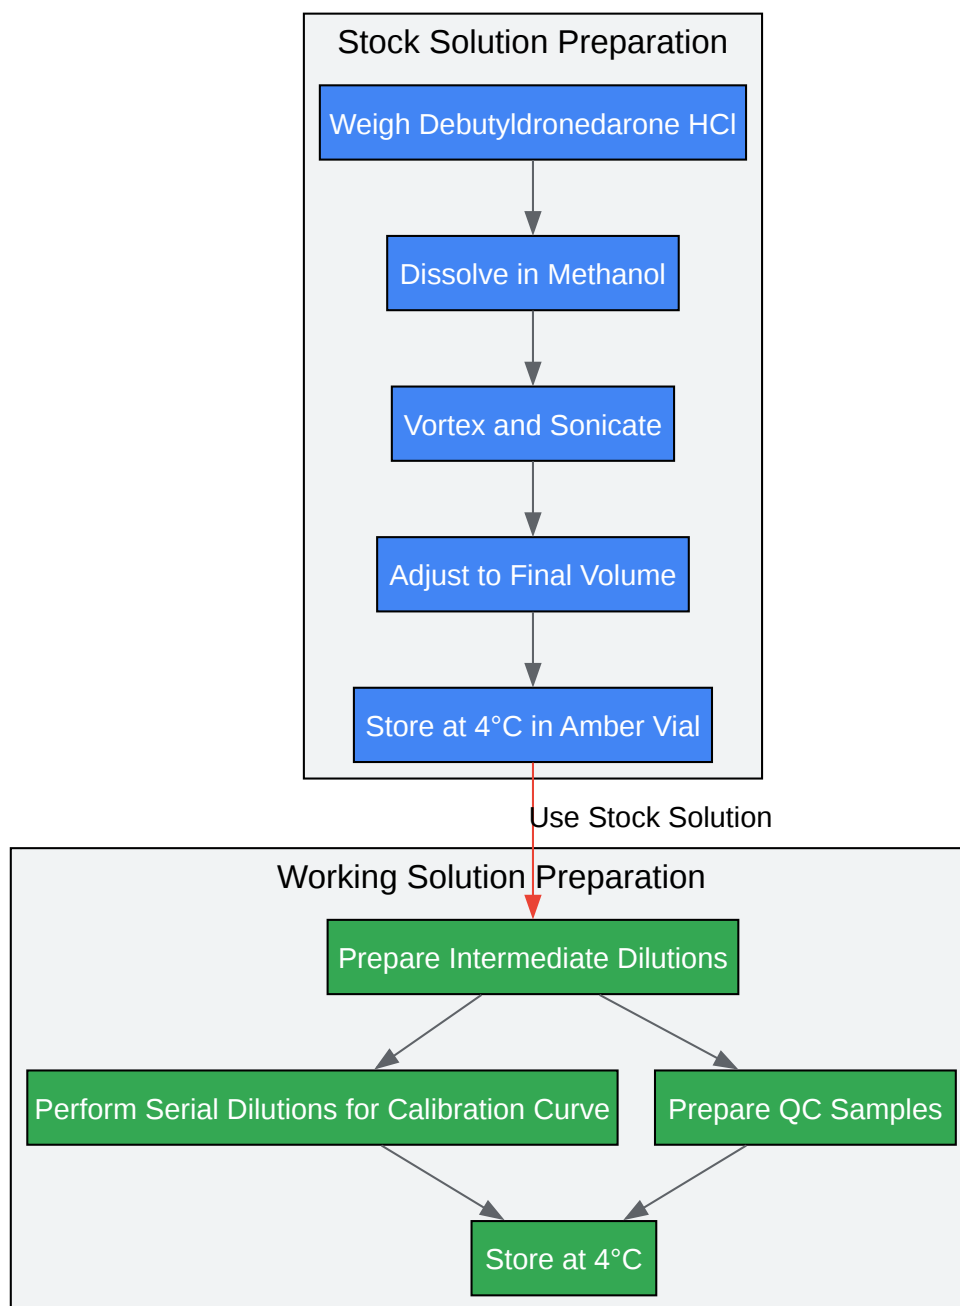 Stock Solution Preparation
Weigh Debutyldronedarone HCl
Dissolve in Methanol
Vortex and Sonicate
Adjust to Final Volume
Store at 4°C in Amber Vial
Use Stock Solution
Working Solution Preparation
Prepare Intermediate Dilutions
Perform Serial Dilutions for Calibration Curve
Prepare QC Samples
Store at 4°C